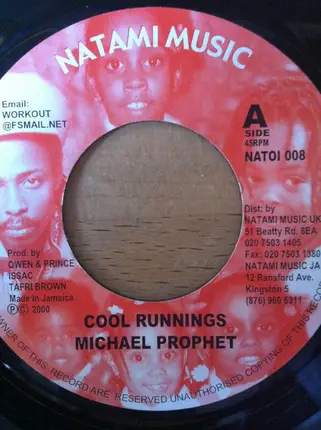 NATAMI MUSIC
Email:
WORKOUT
@FSMAIL.NET
A
SIDE
45RPM
NATOI 008
Dist by:
NATAMI MUSIC UK
51 Beatty Rd. 8EA
020 7503 1405
Fax: 020 7503 1380
NATAMI MUSIC JA
12 Ransford Ave.
Kingston 5
(876) 960 5311
Prod. by
QWEN & PRINCE
ISSAC
TAFRI BROWN
Made in Jamaica.
Ⓟ© 2000
COOL RUNNINGS
MICHAEL PROPHET
OWNER OF THIS RECORD ARE RESERVED UNAUTHORISED COPYING OF THIS